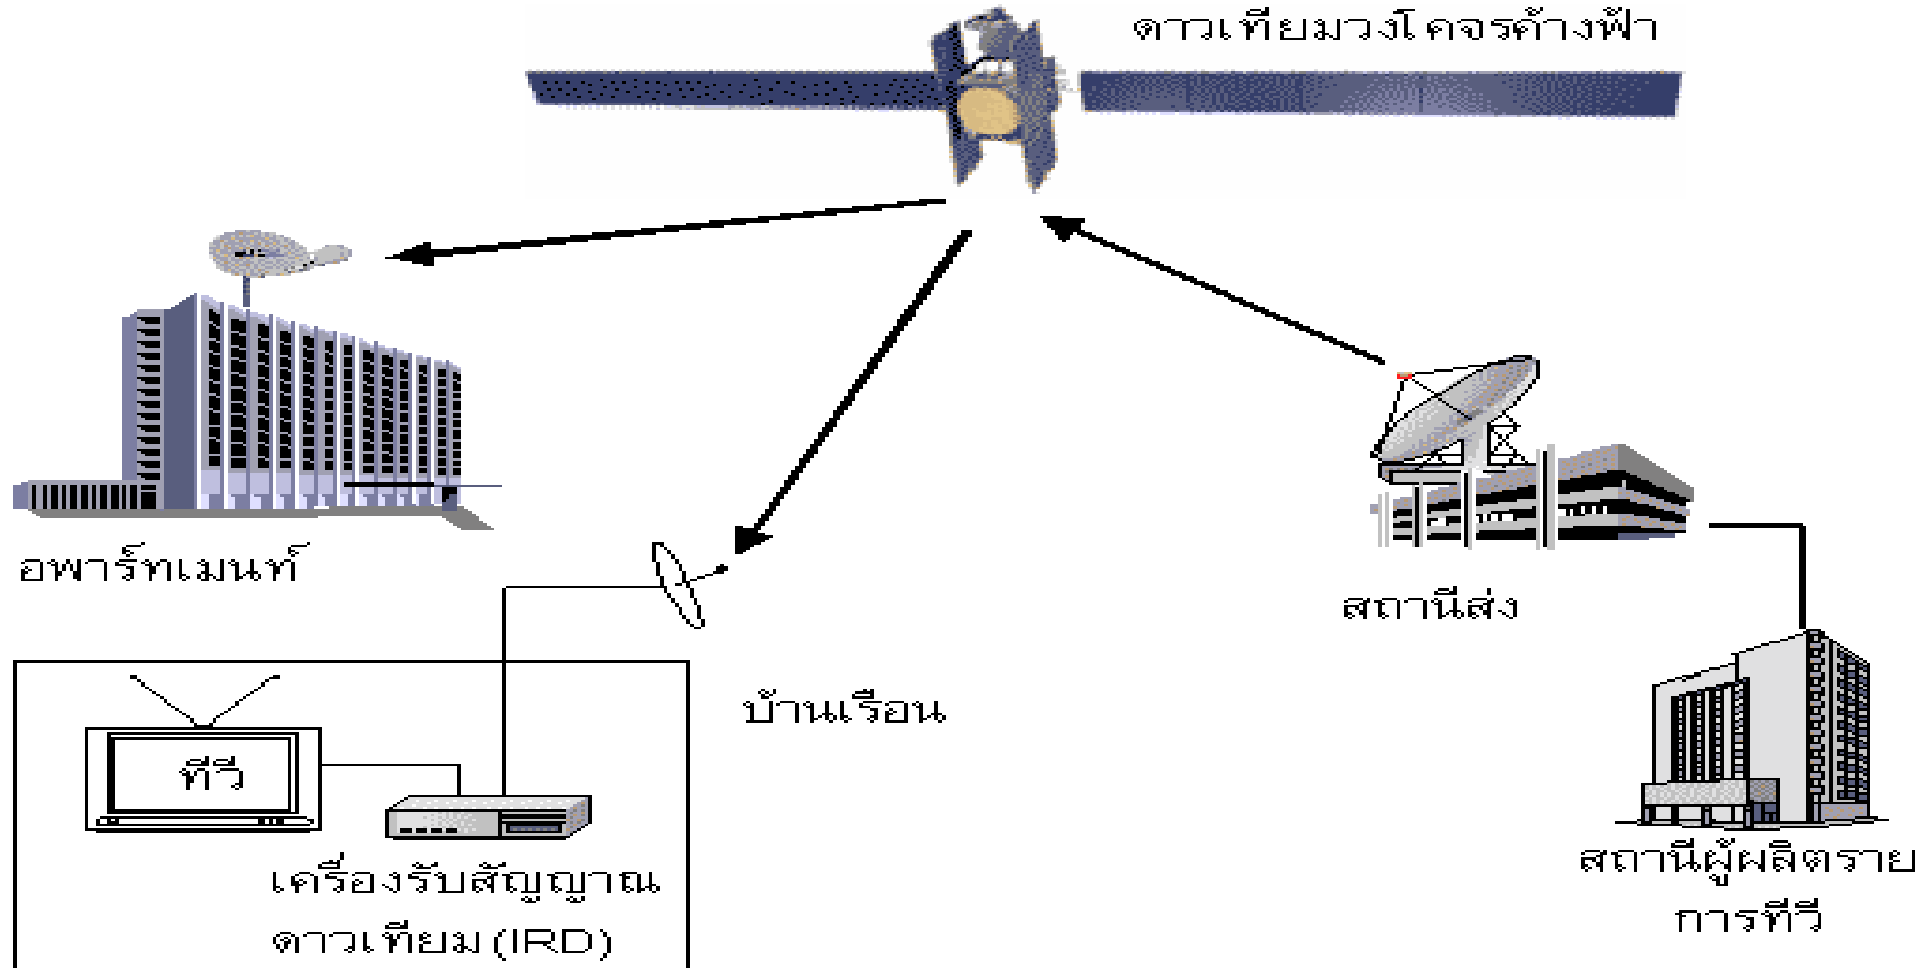 ดาวเทียมวงโคจรค้างฟ้า
อพาร์ทเมนท์
สถานีส่ง
บ้านเรือน
ทีวี
เครื่องรับสัญญาณ
ดาวเทียม (IRD)
สถานีผู้ผลิตราย
การทีวี